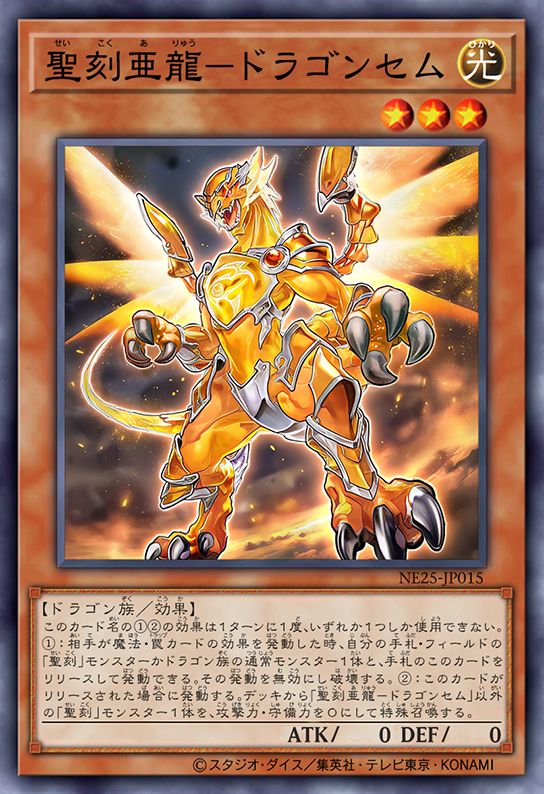 聖刻亜龍－ドラゴンセム
光
NE25-JP015
【ドラゴン族／効果】
このカード名の①②の効果は1ターンに1度、いずれか1つしか使用できない。
①：相手が魔法・罠カードの効果を発動した時、自分の手札・フィールドの
「聖刻」モンスターかドラゴン族の通常モンスター1体と、手札のこのカードを
リリースして発動できる。その発動を無効にし破壊する。②：このカードが
リリースされた場合に発動する。デッキから「聖刻亜龍－ドラゴンセム」以外
の「聖刻」モンスター1体を、攻撃力・守備力を０にして特殊召喚する。
ATK/ 0 DEF/ 0
©スタジオ・ダイス／集英社・テレビ東京・KONAMI